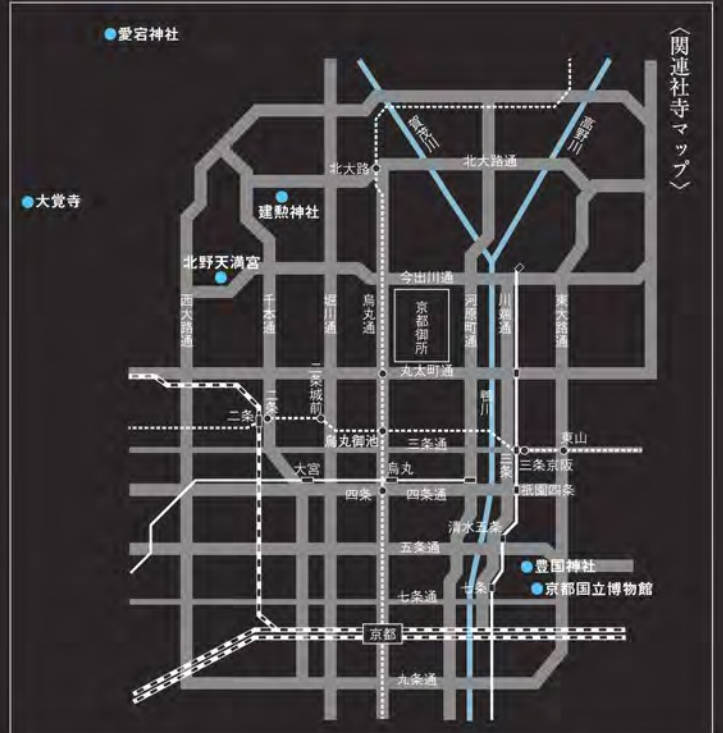 〈関連社寺マップ〉
愛宕神社
大覚寺
建勲神社
北野天満宮
賀茂川
高野川
北大路
北大路通
今出川通
西大路通
千本通
堀川通
烏丸通
京都御所
河原町通
川端通
東大路通
丸太町通
鴨川
二条
二条
二条城前
烏丸御池
三条通
三条
東山
三条京阪
大宮
烏丸
四条
四条通
祇園四条
清水五条
五条通
豊国神社
京都国立博物館
七条
七条通
京都
九条通